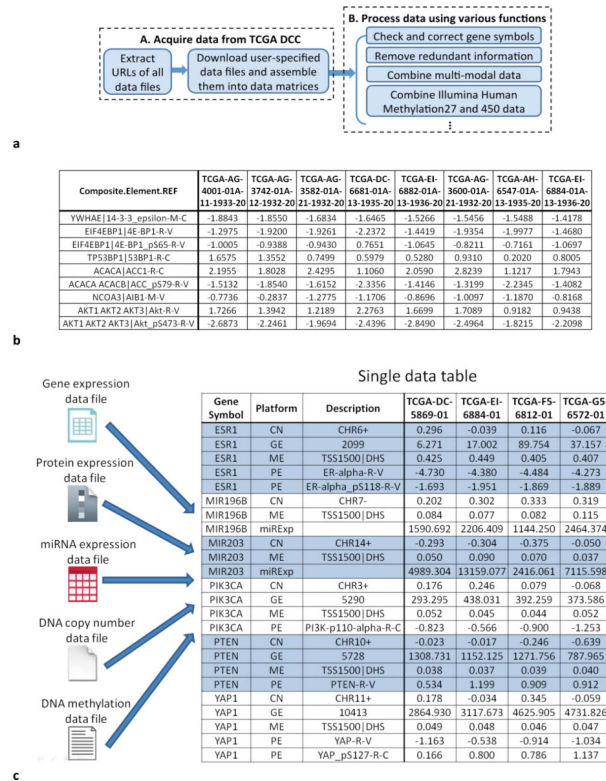 A. Acquire data from TCGA DCC
Extract
URLs of all
data files
Download user-specified
data files and assemble
them into data matrices
B. Process data using various functions
Check and correct gene symbols
Remove redundant information
Combine multi-modal data
Combine Illumina Human
Methylation27 and 450 data
⋮
a
Composite.Element.REF TCGA-AG-4001-01A-11-1933-20 TCGA-AG-3742-01A-12-1932-20 TCGA-AG-3582-01A-21-1932-20 TCGA-DC-6681-01A-13-1935-20 TCGA-EI-6882-01A-13-1936-20 TCGA-AG-3600-01A-21-1932-20 TCGA-AH-6547-01A-13-1935-20 TCGA-EI-6884-01A-13-1936-20
YWHAE|14-3-3_epsilon-M-C -1.8843 -1.8550 -1.6834 -1.6465 -1.5266 -1.5456 -1.5488 -1.4178
EIF4EBP1|4E-BP1-R-V -1.2975 -1.9200 -1.9261 -2.2372 -1.4419 -1.9354 -1.9977 -1.4680
EIF4EBP1|4E-BP1_pS65-R-V -1.0005 -0.9388 -0.9430 0.7651 -1.0645 -0.8211 -0.7161 -1.0697
TP53BP1|53BP1-R-C 1.6575 1.3552 0.7499 0.5979 0.5280 0.9310 0.2020 0.8005
ACACA|ACC1-R-C 2.1955 1.8028 2.4295 1.1060 2.0590 2.8239 1.1217 1.7943
ACACA ACACB|ACC_pS79-R-V -1.5132 -1.8540 -1.6152 -2.3356 -1.4146 -1.3199 -2.2345 -1.4082
NCOA3|AIB1-M-V -0.7736 -0.2837 -1.2775 -1.1706 -0.8696 -1.0097 -1.1870 -0.8168
AKT1 AKT2 AKT3|Akt-R-V 1.7266 1.3942 1.2189 2.2763 1.6699 1.7089 0.9182 0.9438
AKT1 AKT2 AKT3|Akt_pS473-R-V -2.6873 -2.2461 -1.9694 -2.4396 -2.8490 -2.4964 -1.8215 -2.2098
b
Gene expression
data file
Protein expression
data file
miRNA expression
data file
DNA copy number
data file
DNA methylation
data file
Single data table
Gene Symbol Platform Description TCGA-DC-5869-01 TCGA-EI-6884-01 TCGA-F5-6812-01 TCGA-G5-6572-01
ESR1 CN CHR6+ 0.296 -0.039 0.116 -0.067
ESR1 GE 2099 6.271 17.002 89.754 37.157
ESR1 ME TSS1500|DHS 0.425 0.449 0.405 0.407
ESR1 PE ER-alpha-R-V -4.730 -4.380 -4.484 -4.273
ESR1 PE ER-alpha_pS118-R-V -1.693 -1.951 -1.869 -1.889
MIR196B CN CHR7- 0.202 0.302 0.333 0.319
MIR196B ME TSS1500|DHS 0.084 0.077 0.082 0.115
MIR196B miRExp 1590.692 2206.409 1144.250 2464.374
MIR203 CN CHR14+ -0.293 -0.304 -0.375 -0.050
MIR203 ME TSS1500|DHS 0.050 0.090 0.070 0.037
MIR203 miRExp 4989.304 13159.077 2416.061 7115.598
PIK3CA CN CHR3+ 0.176 0.246 0.079 -0.068
PIK3CA GE 5290 293.295 438.031 392.259 373.586
PIK3CA ME TSS1500|DHS 0.052 0.045 0.044 0.052
PIK3CA PE PI3K-p110-alpha-R-C -0.823 -0.566 -0.900 -1.253
PTEN CN CHR10+ -0.023 -0.017 -0.246 -0.639
PTEN GE 5728 1308.731 1152.125 1271.756 787.965
PTEN ME TSS1500|DHS 0.038 0.037 0.039 0.040
PTEN PE PTEN-R-V 0.534 1.199 0.909 0.912
YAP1 CN CHR11+ 0.178 -0.034 0.345 -0.059
YAP1 GE 10413 2864.930 3117.673 4625.905 4731.826
YAP1 ME TSS1500|DHS 0.049 0.048 0.046 0.047
YAP1 PE YAP-R-V -1.163 -0.538 -0.914 -1.034
YAP1 PE YAP_pS127-R-C 0.166 0.800 0.786 1.137
c